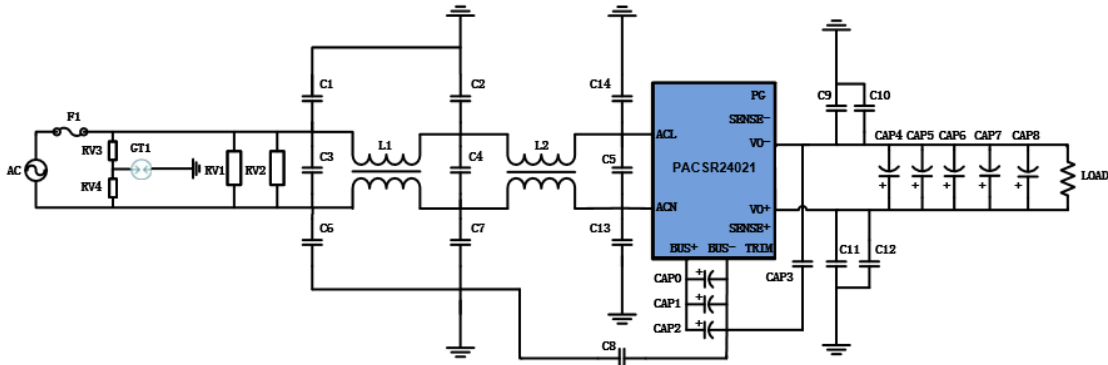 C1
C2
C14
C9
C10
PG
F1
SENSE-
CAP4
CAP5
CAP6
CAP7
CAP8
RV3
GT1
L1
L2
ACL
VO-
AC
RV1
RV2
C3
C4
C5
PACSR24021
LOAD
RV4
+
+
+
+
+
ACN
VO+
C6
C7
C13
SENSE+
BUS+
BUS-
TRIM
C11
C12
CAP0
+
CAP3
CAP1
+
CAP2
+
C8